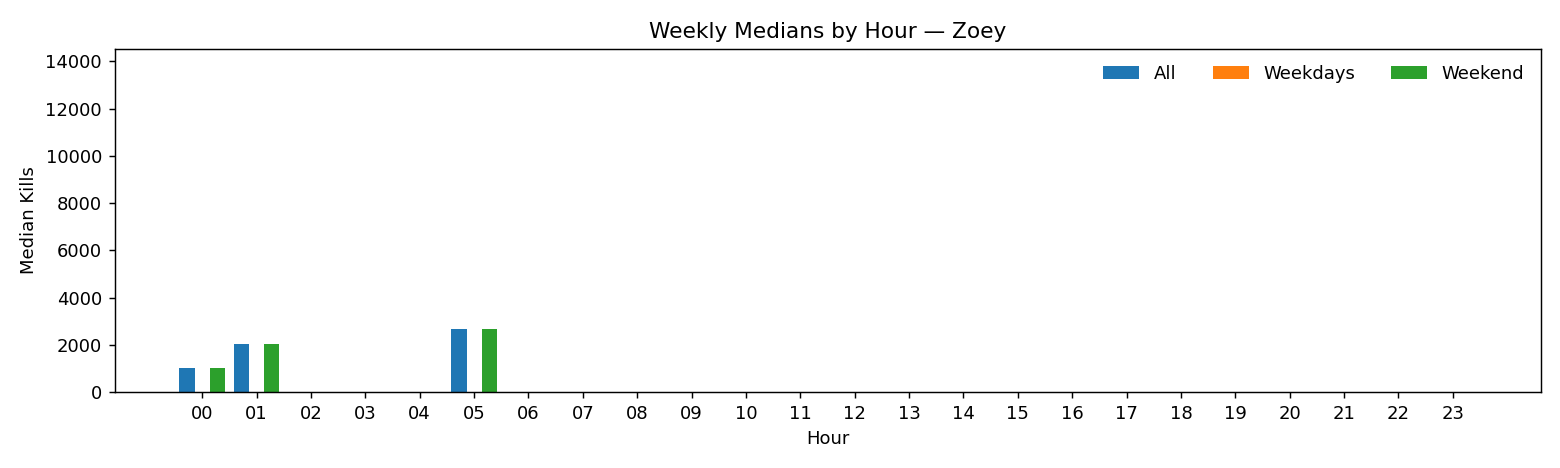 Weekly Medians by Hour — Zoey
All Weekdays Weekend
Median Kills
14000
12000
10000
8000
6000
4000
2000
0
00 01 02 03 04 05 06 07 08 09 10 11 12 13 14 15 16 17 18 19 20 21 22 23
Hour